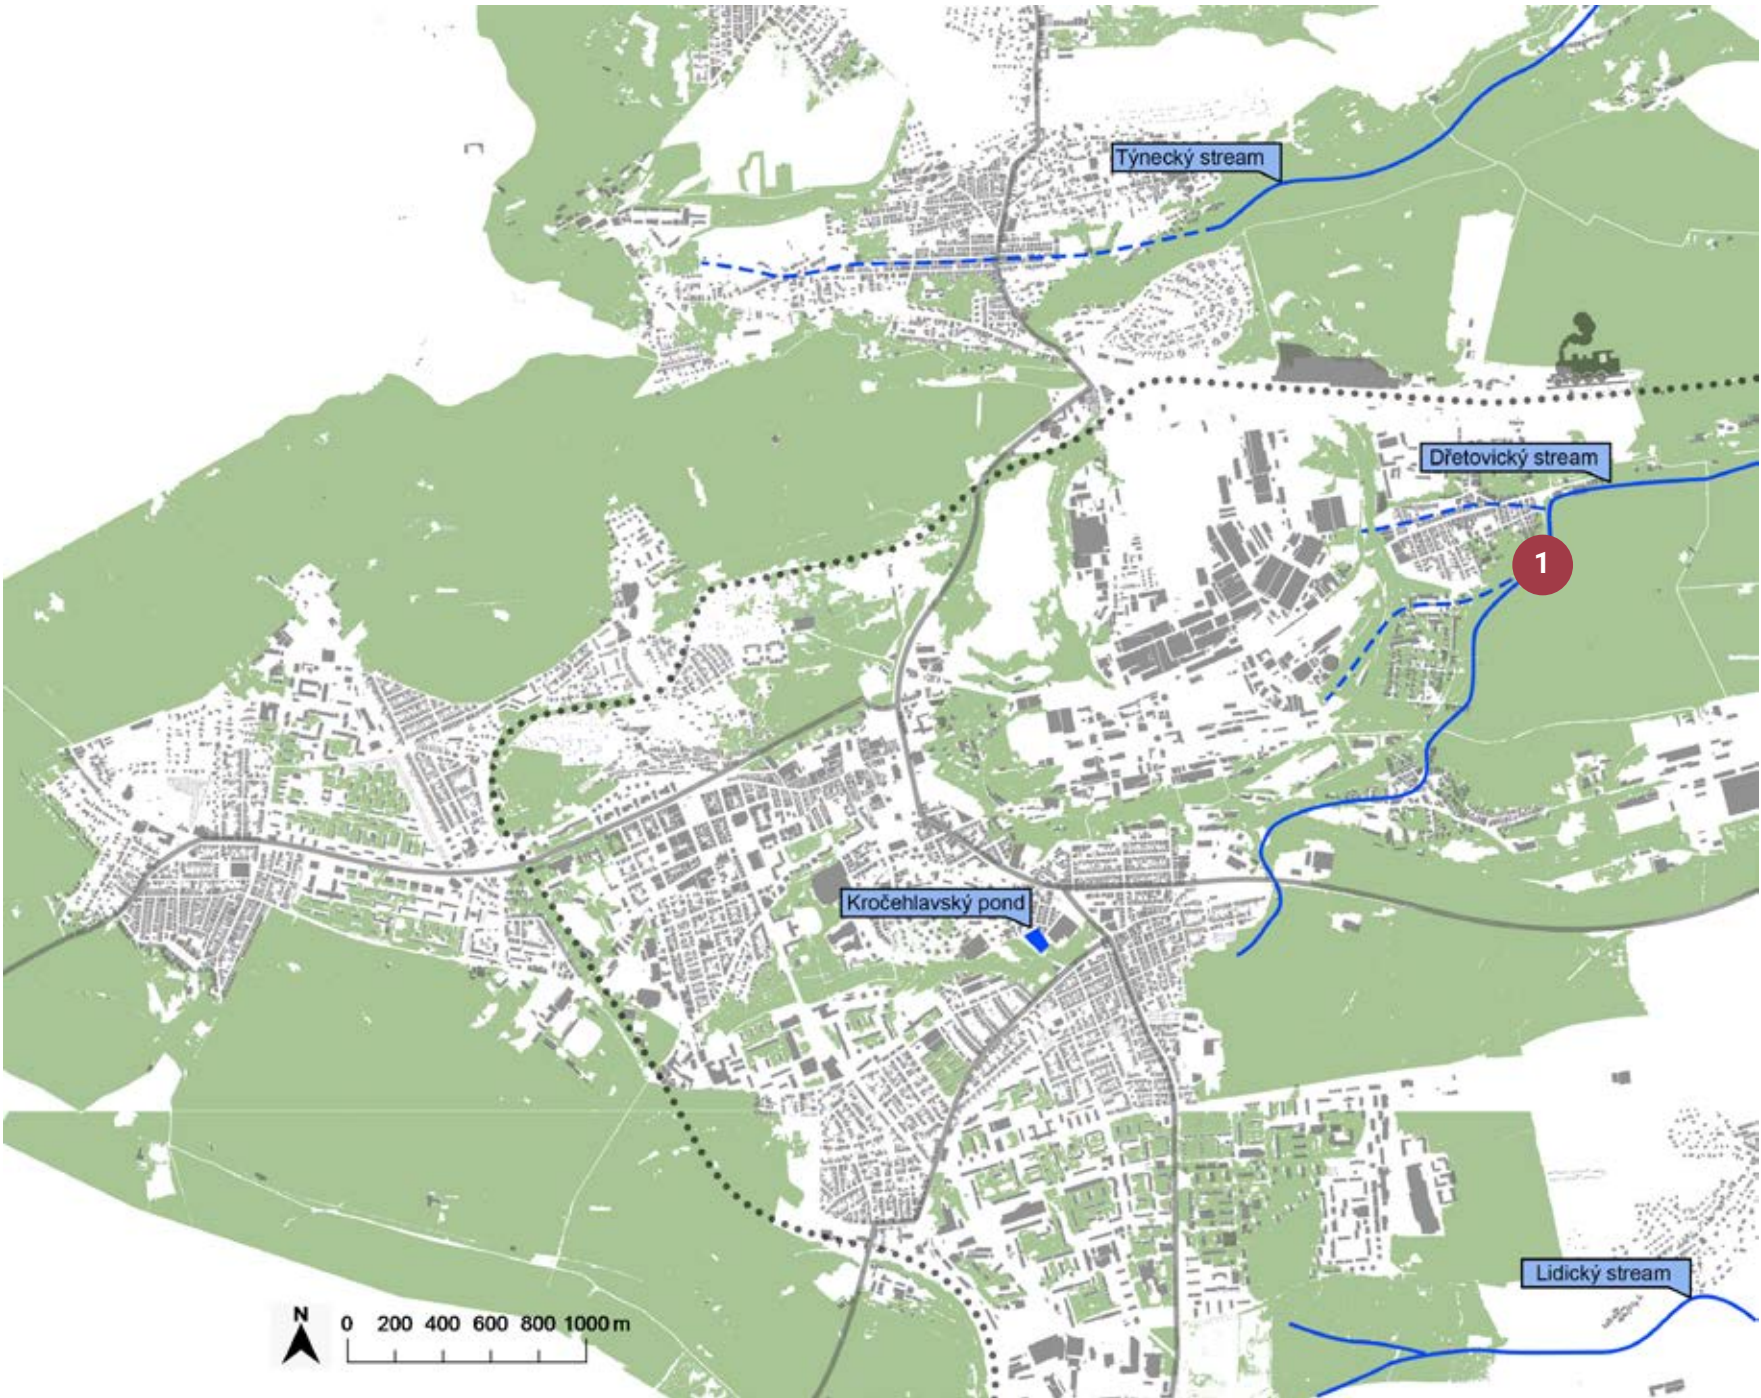 Týnecký stream
Dřetovický stream
1
Kročehlavský pond
Lidický stream
N
0 200 400 600 800 1000 m